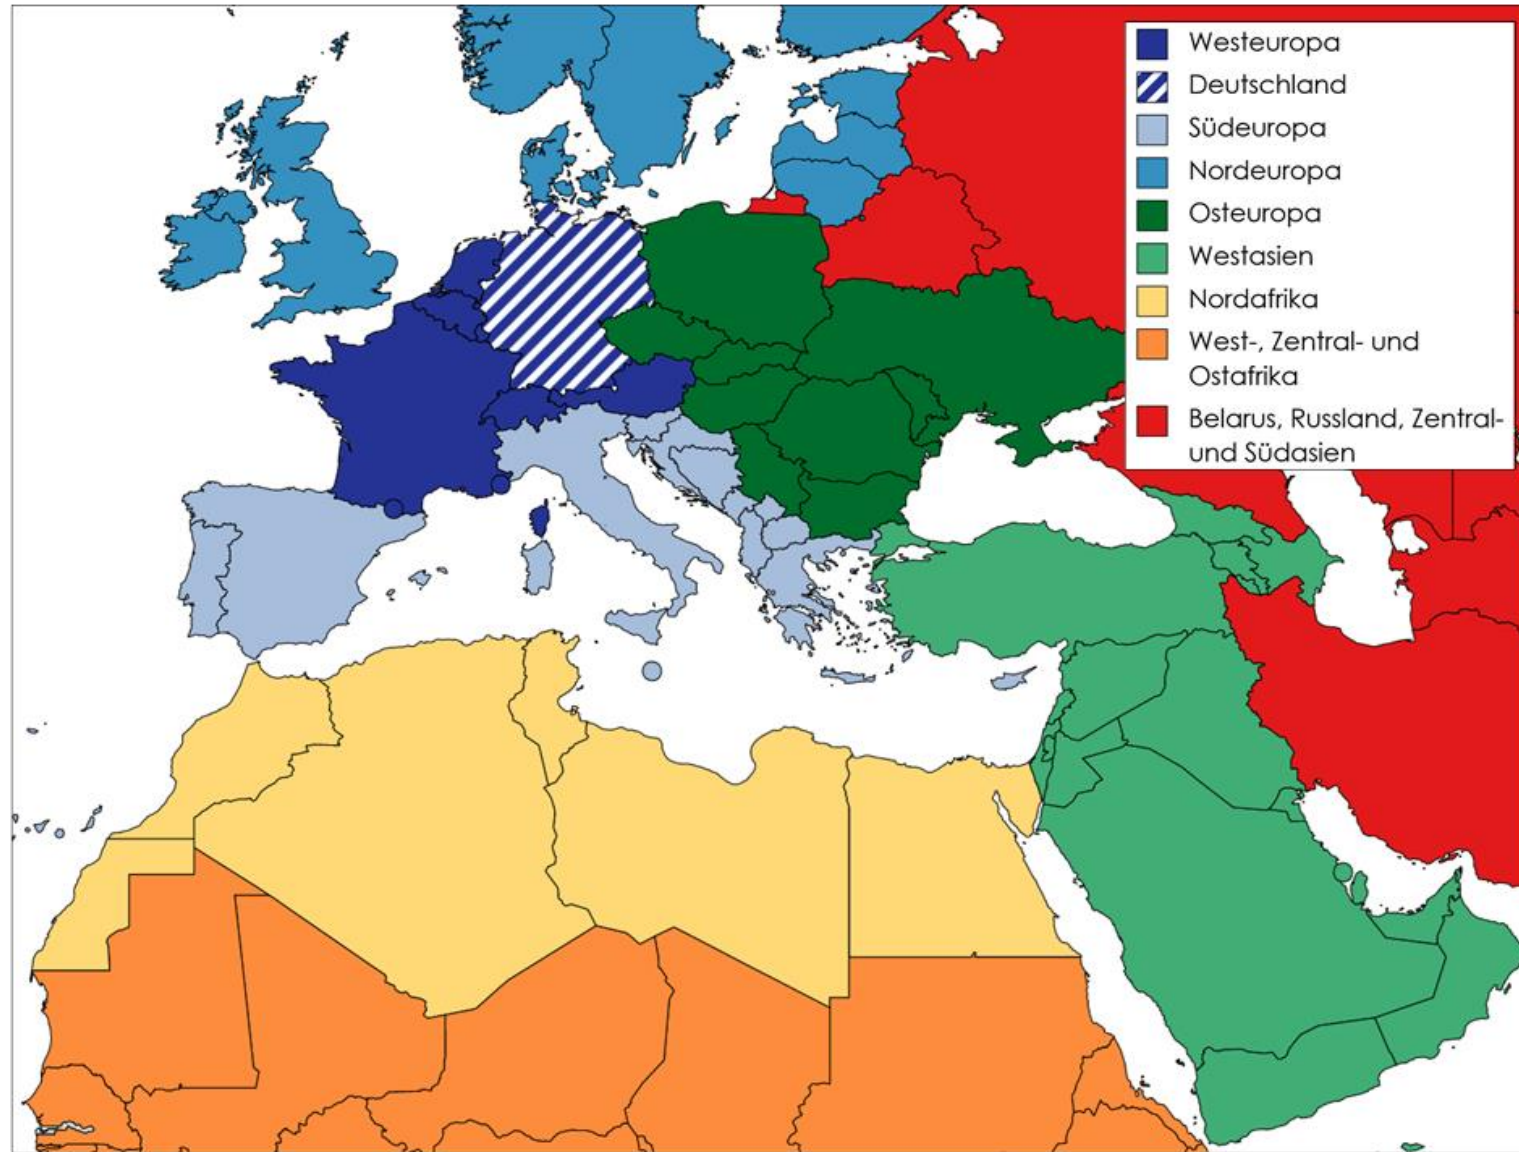 Westeuropa
Deutschland
Südeuropa
Nordeuropa
Osteuropa
Westasien
Nordafrika
West-, Zentral- und
Ostafrika
Belarus, Russland, Zentral-
und Südasien